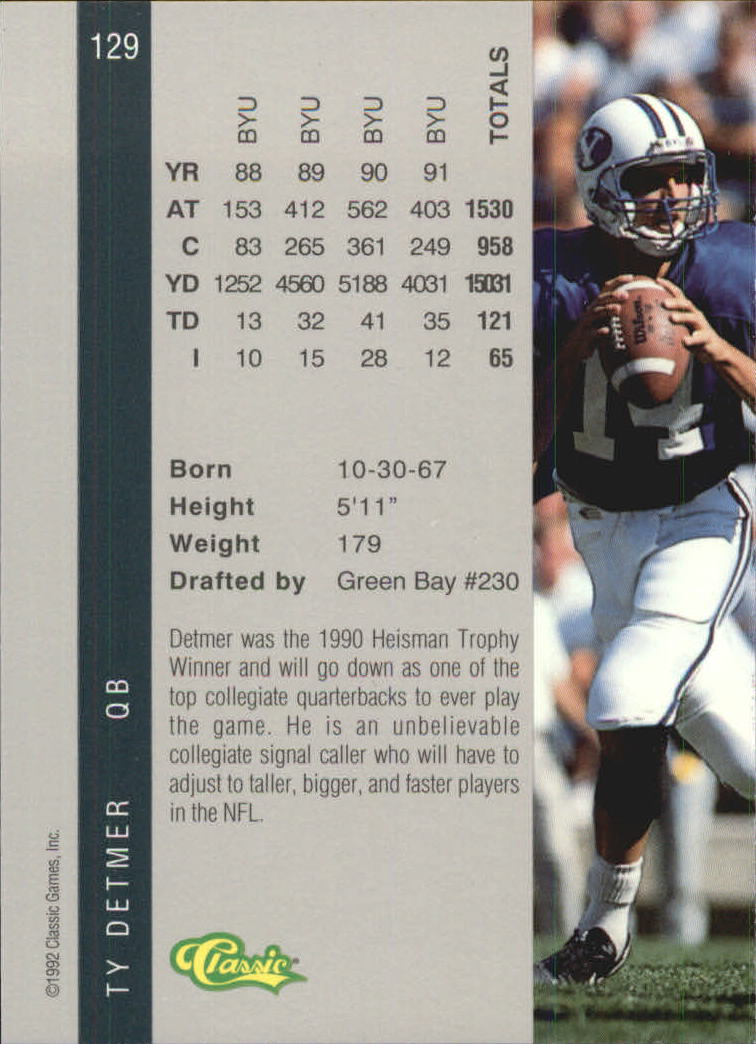 129
BYU BYU BYU BYU TOTALS
YR 88 89 90 91
AT 153 412 562 403 1530
C 83 265 361 249 958
YD 1252 4560 5188 4031 15031
TD 13 32 41 35 121
I 10 15 28 12 65
Born 10-30-67
Height 5'11"
Weight 179
Drafted by Green Bay #230
Detmer was the 1990 Heisman Trophy
Winner and will go down as one of the
top collegiate quarterbacks to ever play
the game. He is an unbelievable
collegiate signal caller who will have to
adjust to taller, bigger, and faster players
in the NFL.
Classic
TY DETMER QB
©1992 Classic Games, Inc.
Y
Wilson
14